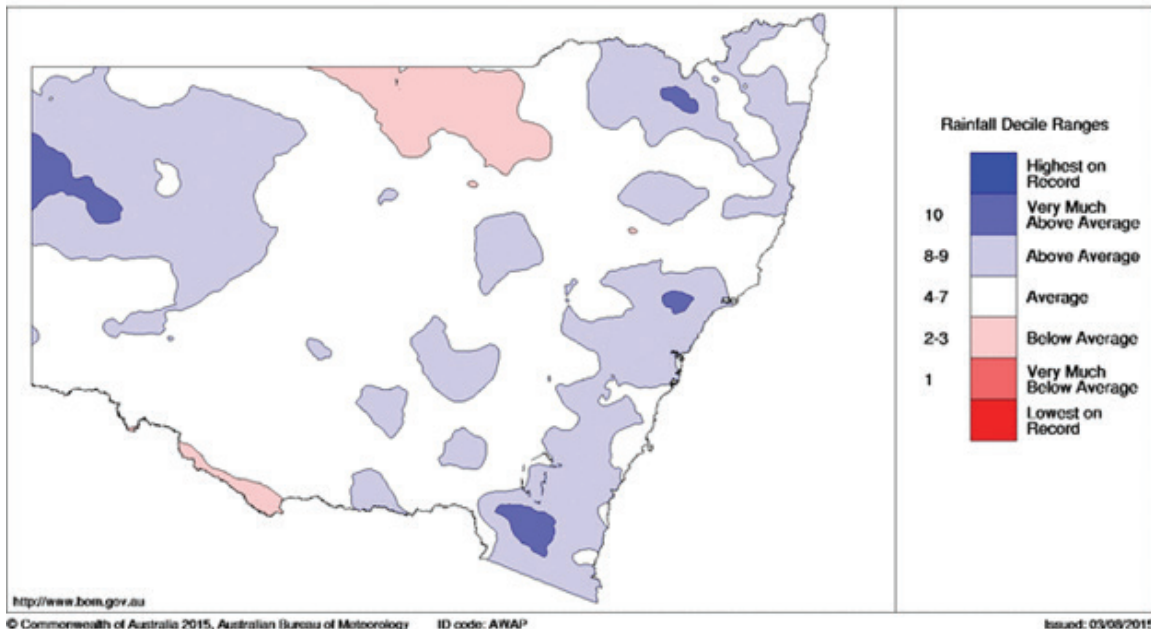 Rainfall Decile Ranges
Highest on
Record
10
Very Much
Above Average
8-9
Above Average
4-7
Average
2-3
Below Average
1
Very Much
Below Average
Lowest on
Record
http://www.bom.gov.au
© Commonwealth of Australia 2015, Australian Bureau of Meteorology ID code: AWAP Issued: 03/08/2015